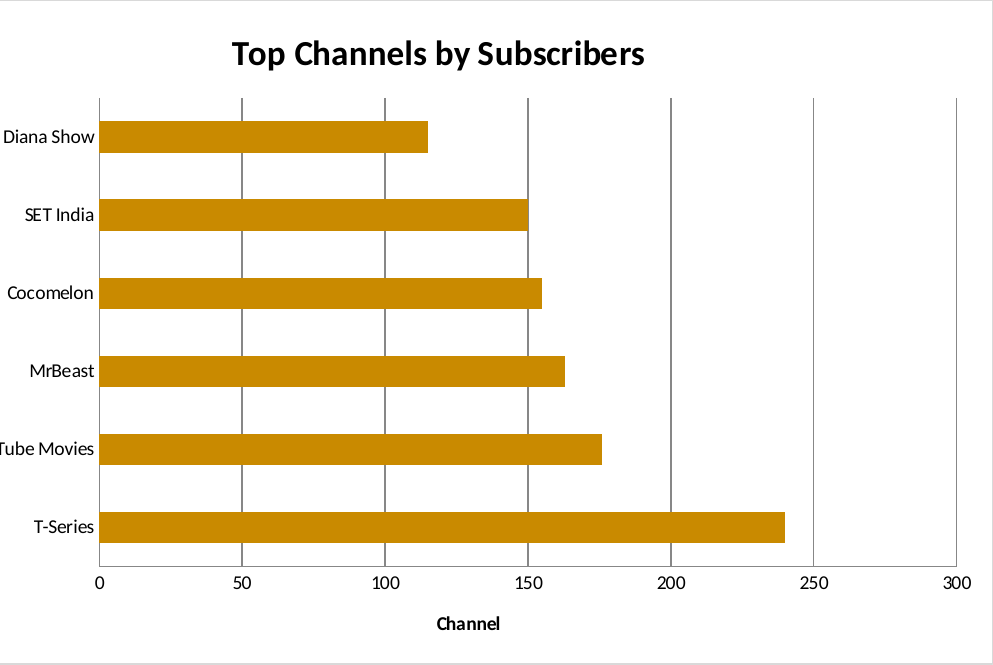 Top Channels by Subscribers
Diana Show
SET India
Cocomelon
MrBeast
Tube Movies
T-Series
0 50 100 150 200 250 300
Channel